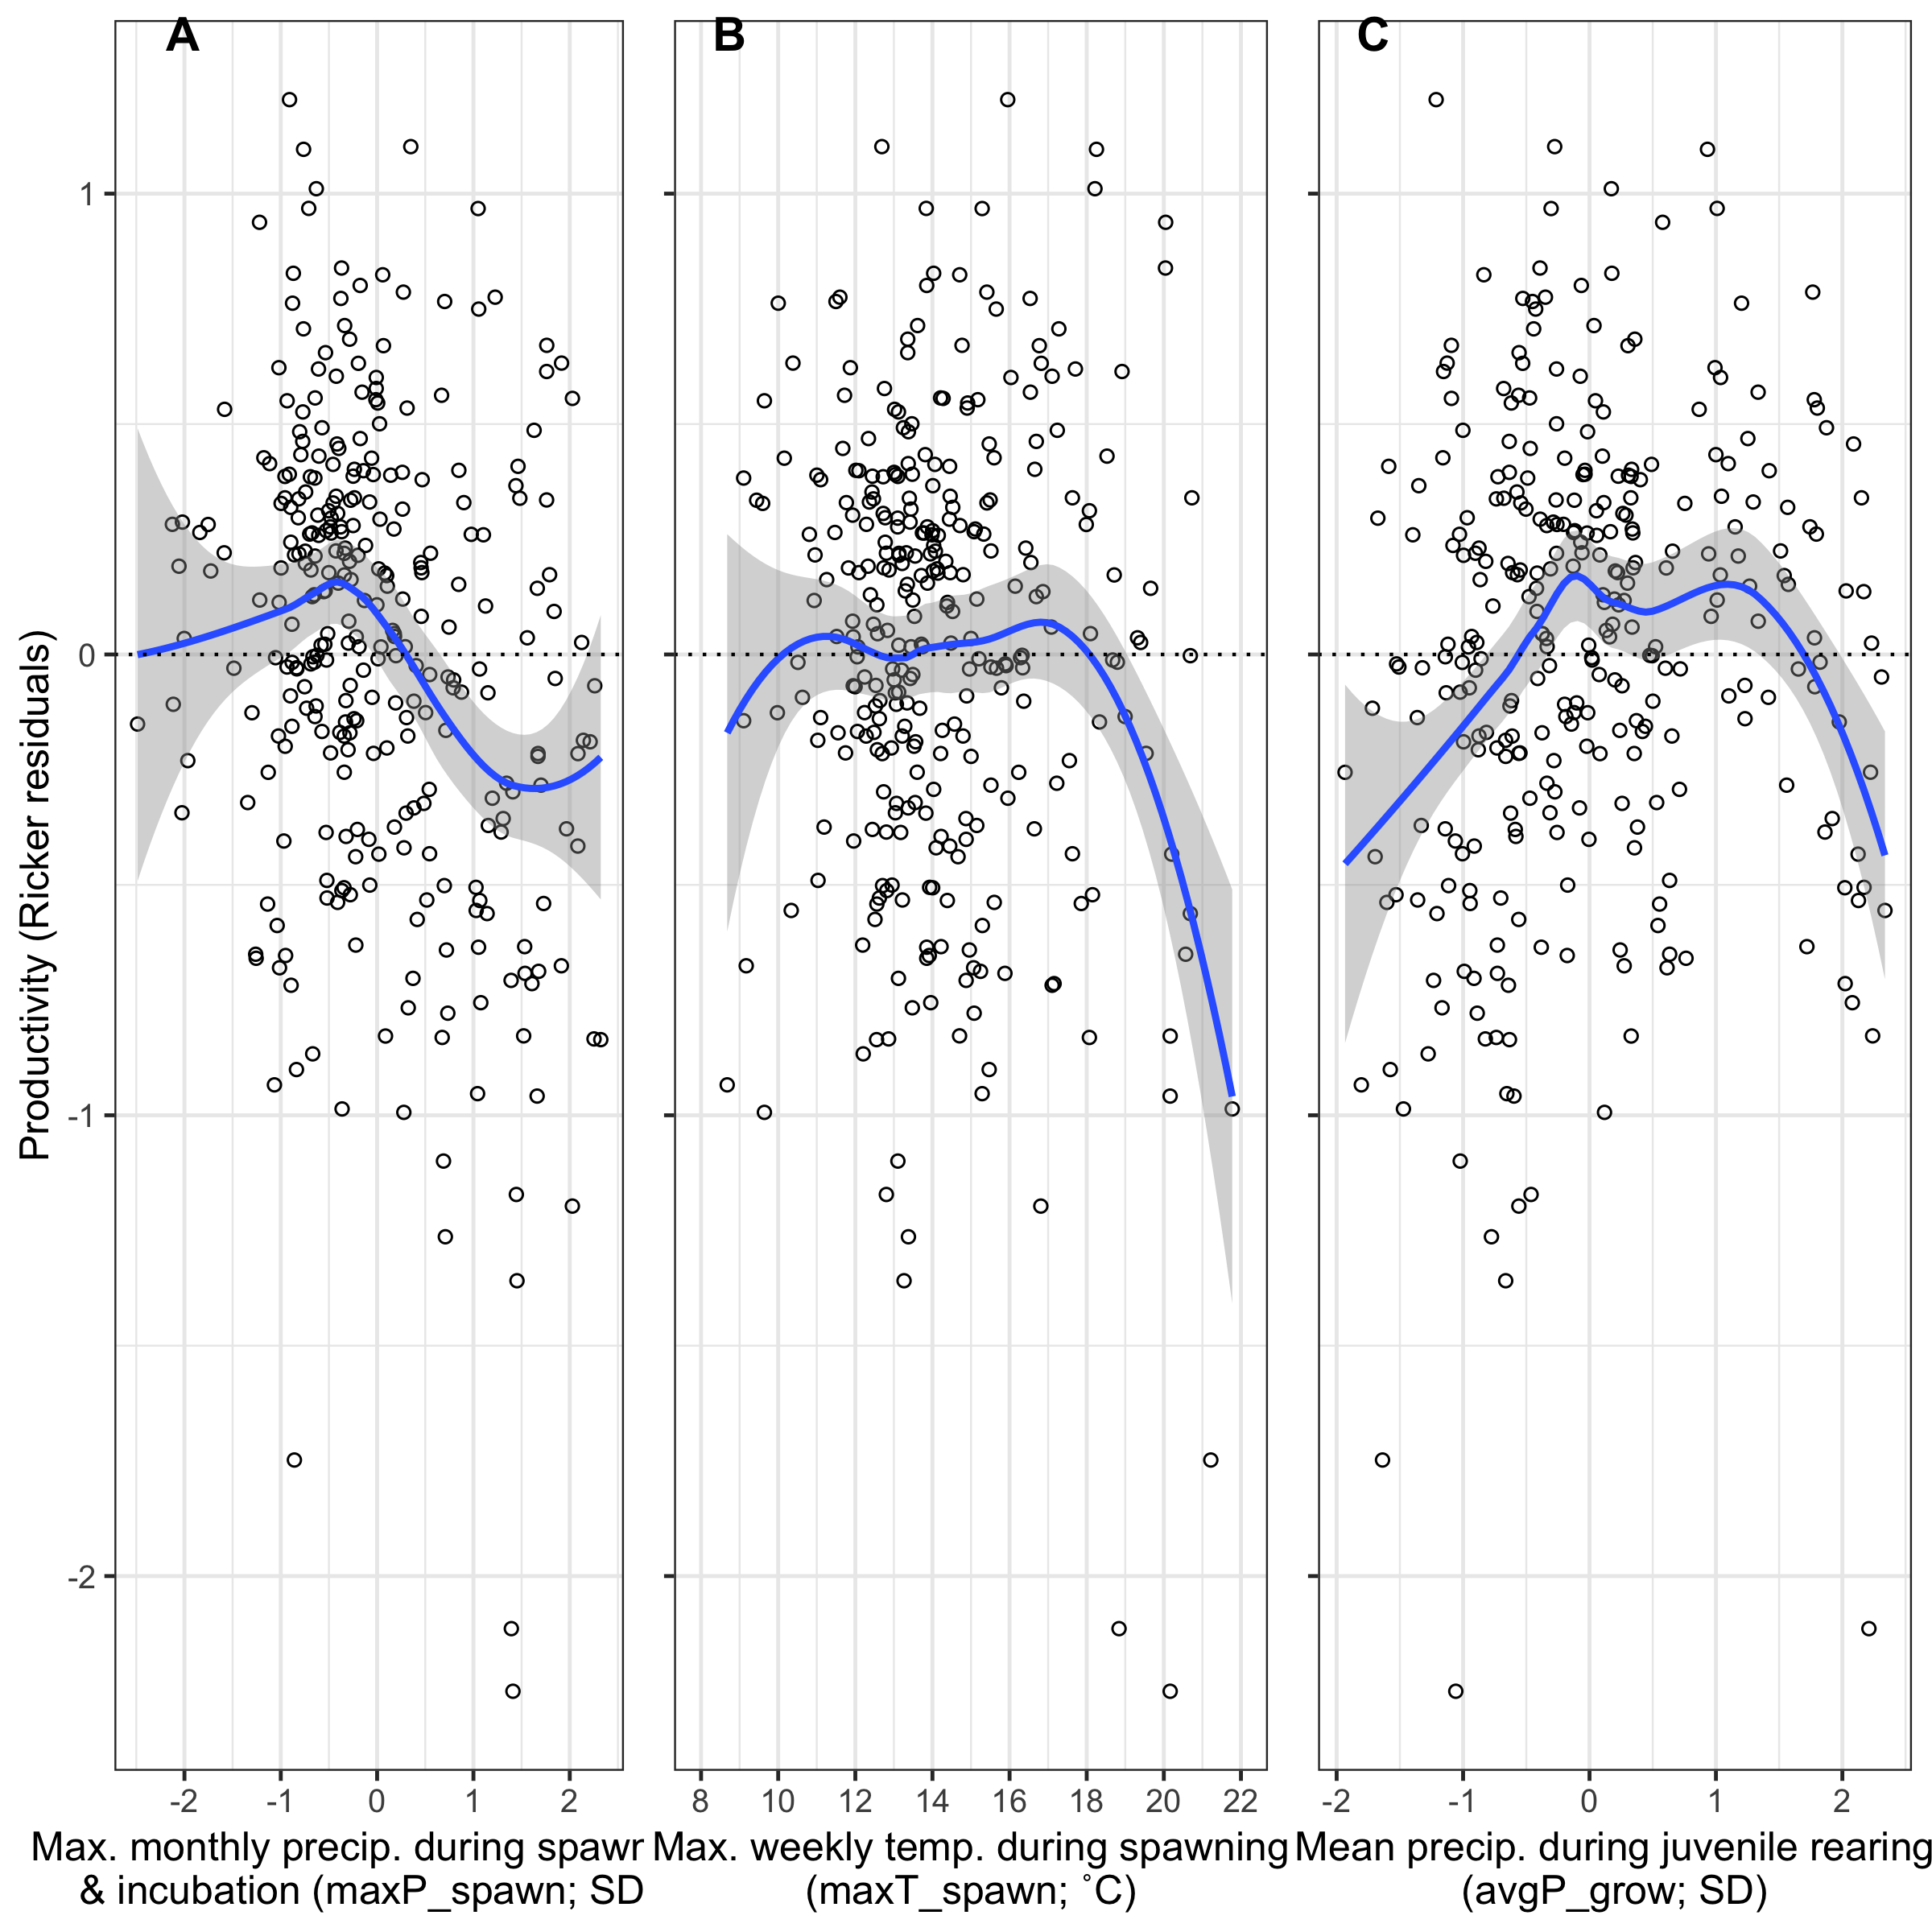 A B C
Productivity (Ricker residuals)
1
0
-1
-2
-2 -1 0 1 2
8 10 12 14 16 18 20 22
-2 -1 0 1 2
Max. monthly precip. during spawr
& incubation (maxP_spawn; SD
Max. weekly temp. during spawning
(maxT_spawn; ˚C)
Mean precip. during juvenile rearing
(avgP_grow; SD)